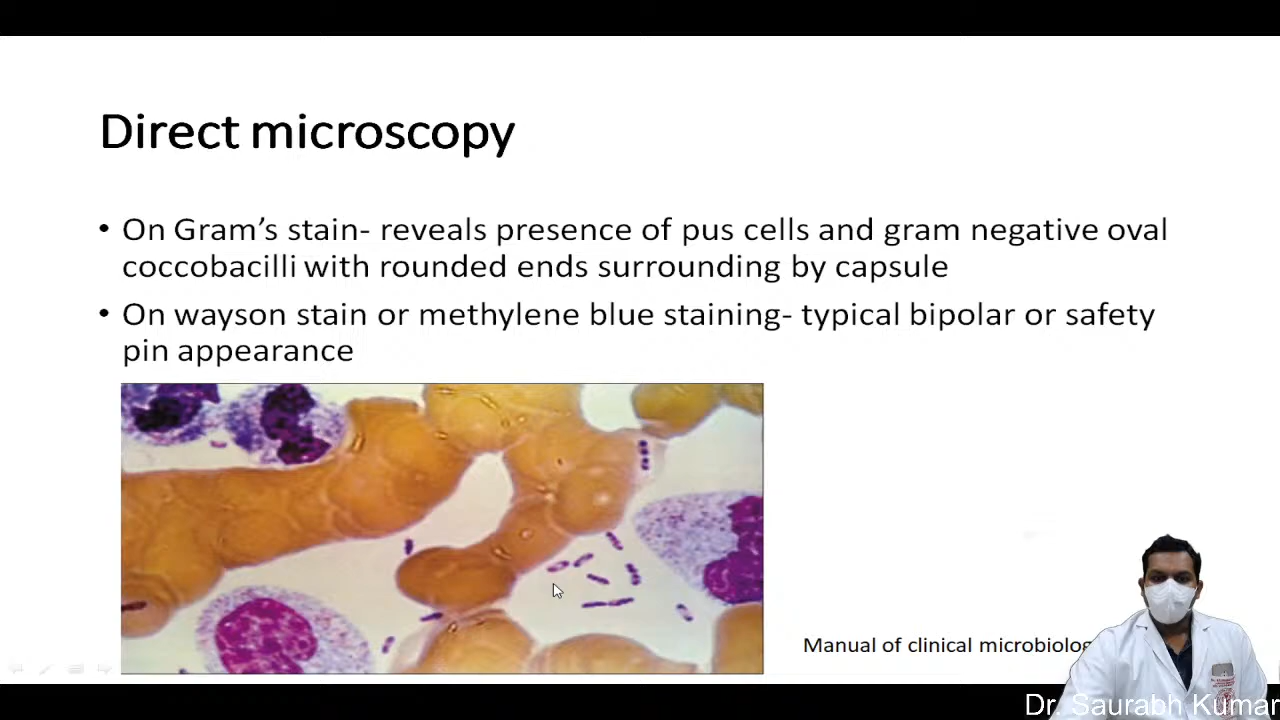 Direct microscopy
• On Gram’s stain- reveals presence of pus cells and gram negative oval
coccobacilli with rounded ends surrounding by capsule
• On wayson stain or methylene blue staining- typical bipolar or safety
pin appearance
Manual of clinical
Dr. Saurabh Kumar